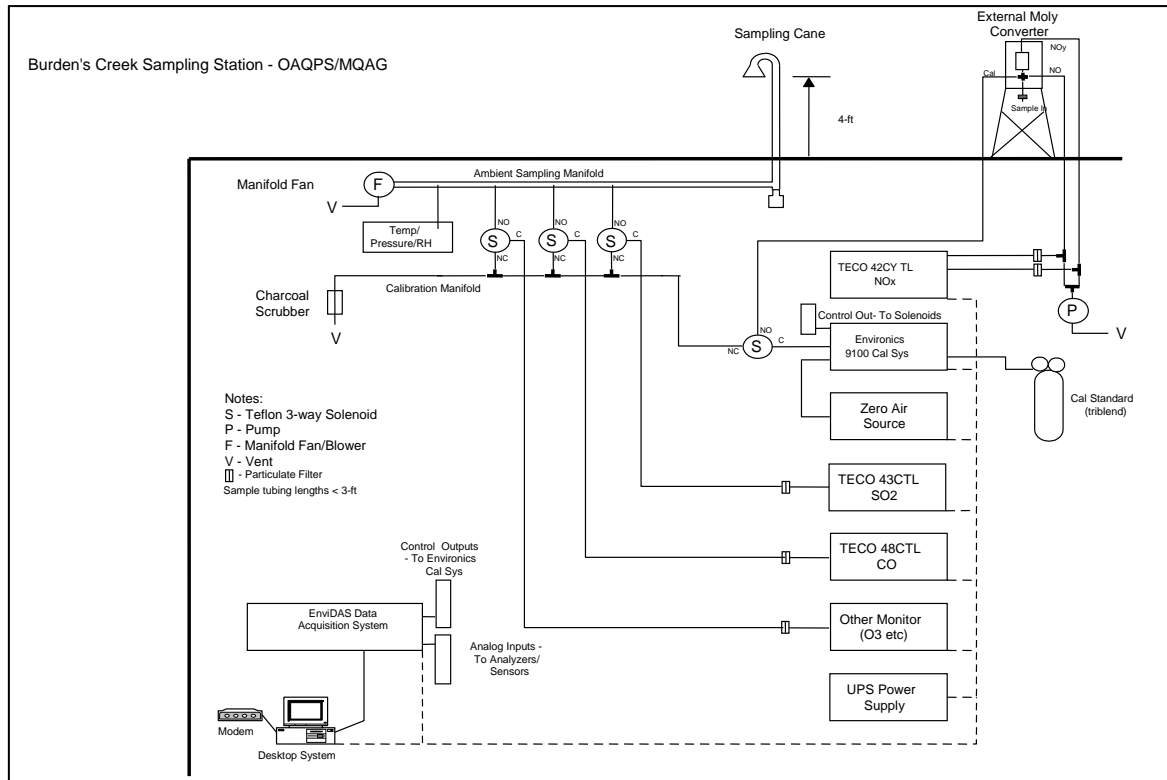 External Moly
Converter
Sampling Cane
NOy
Burden's Creek Sampling Station - OAQPS/MQAG
Cal
NO
Sample In
4-ft
Ambient Sampling Manifold
Manifold Fan
F
V
NO
NO
NO
Temp/
Pressure/RH
S
C
S
C
S
C
NC
NC
NC
TECO 42CY TL
NOx
Calibration Manifold
Charcoal
Scrubber
V
Control Out- To Solenoids
P
V
NO
NC
S
C
Environics
9100 Cal Sys
Cal Standard
(triblend)
Zero Air
Source
Notes:
S - Teflon 3-way Solenoid
P - Pump
F - Manifold Fan/Blower
V - Vent
- Particulate Filter
Sample tubing lengths < 3-ft
TECO 43CTL
SO2
TECO 48CTL
CO
Control Outputs
- To Environics
Cal Sys
EnviDAS Data
Acquisition System
Other Monitor
(O3 etc)
Analog Inputs -
To Analyzers/
Sensors
UPS Power
Supply
Modem
Desktop System